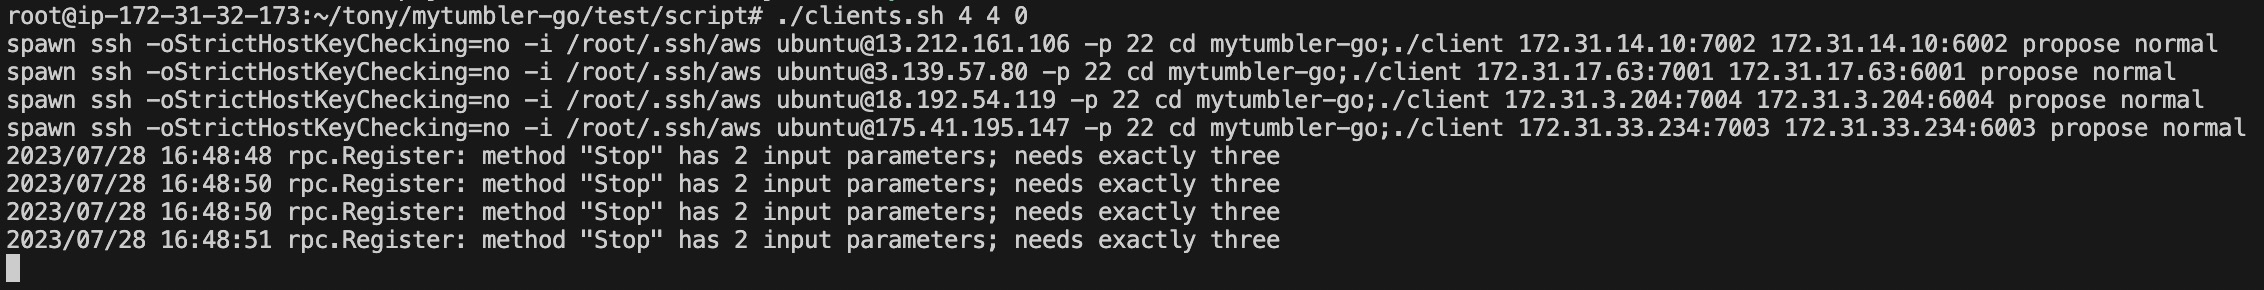 root@ip-172-31-32-173:~/tony/mytumbler-go/test/script# ./clients.sh 4 4 0
spawn ssh -oStrictHostKeyChecking=no -i /root/.ssh/aws ubuntu@13.212.161.106 -p 22 cd mytumbler-go;./client 172.31.14.10:7002 172.31.14.10:6002 propose normal
spawn ssh -oStrictHostKeyChecking=no -i /root/.ssh/aws ubuntu@3.139.57.80 -p 22 cd mytumbler-go;./client 172.31.17.63:7001 172.31.17.63:6001 propose normal
spawn ssh -oStrictHostKeyChecking=no -i /root/.ssh/aws ubuntu@18.192.54.119 -p 22 cd mytumbler-go;./client 172.31.3.204:7004 172.31.3.204:6004 propose normal
spawn ssh -oStrictHostKeyChecking=no -i /root/.ssh/aws ubuntu@175.41.195.147 -p 22 cd mytumbler-go;./client 172.31.33.234:7003 172.31.33.234:6003 propose normal
2023/07/28 16:48:48 rpc.Register: method "Stop" has 2 input parameters; needs exactly three
2023/07/28 16:48:50 rpc.Register: method "Stop" has 2 input parameters; needs exactly three
2023/07/28 16:48:50 rpc.Register: method "Stop" has 2 input parameters; needs exactly three
2023/07/28 16:48:51 rpc.Register: method "Stop" has 2 input parameters; needs exactly three